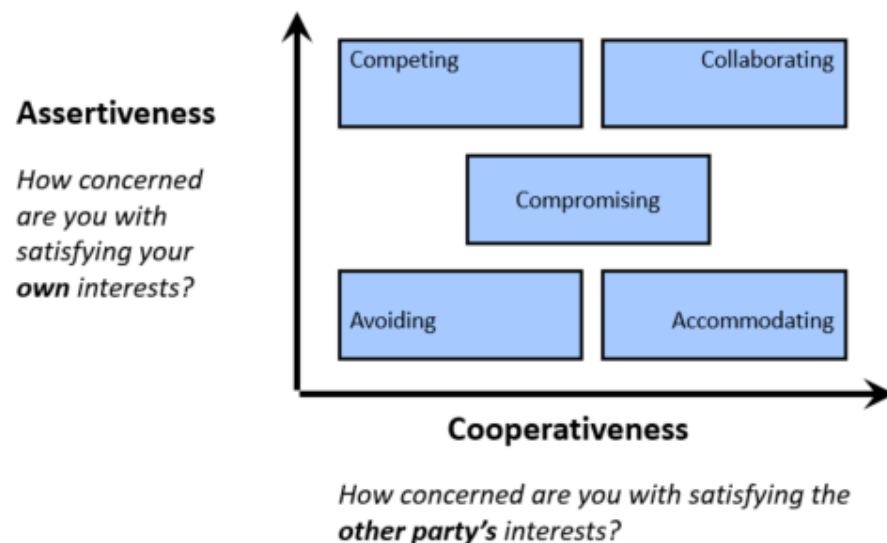 Competing
Collaborating
Assertiveness
How concerned
are you with
satisfying your
own interests?
Compromising
Avoiding
Accommodating
Cooperativeness
How concerned are you with satisfying the
other party's interests?